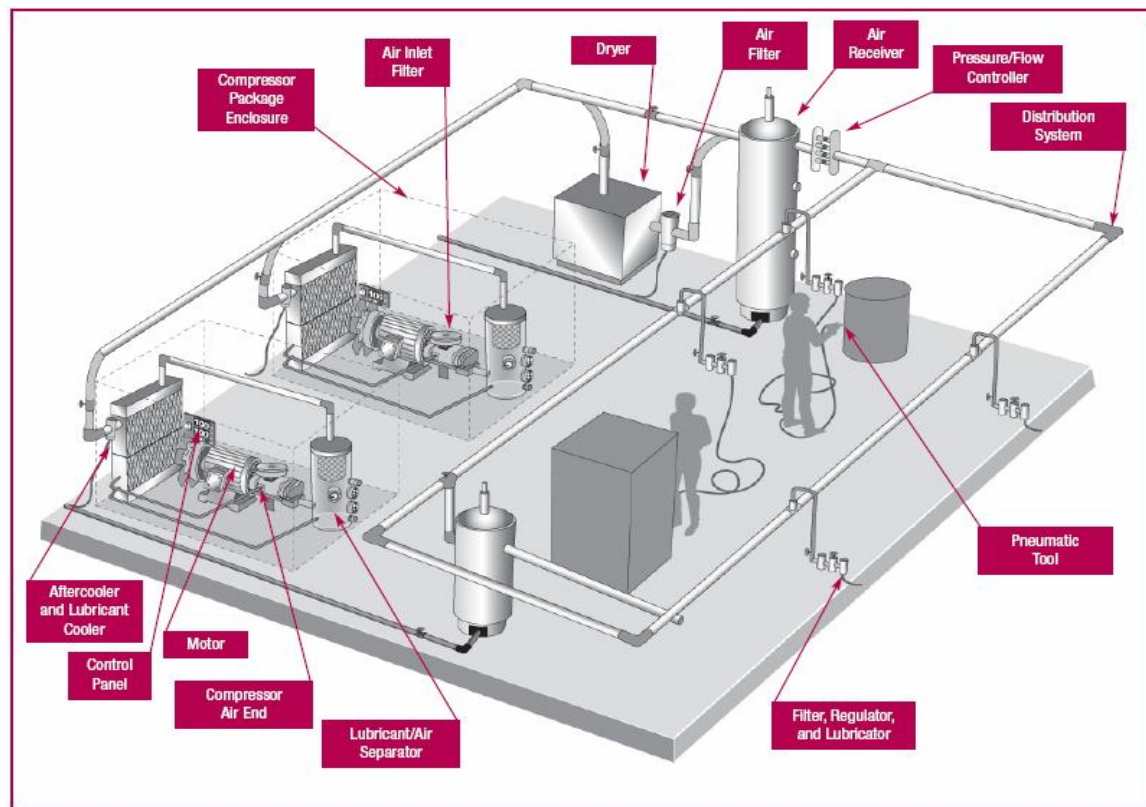 Air Inlet
Filter
Dryer
Air
Filter
Air
Receiver
Pressure/Flow
Controller
Compressor
Package
Enclosure
Distribution
System
Pneumatic
Tool
Aftercooler
and Lubricant
Cooler
Motor
Control
Panel
Compressor
Air End
Lubricant/Air
Separator
Filter, Regulator,
and Lubricator